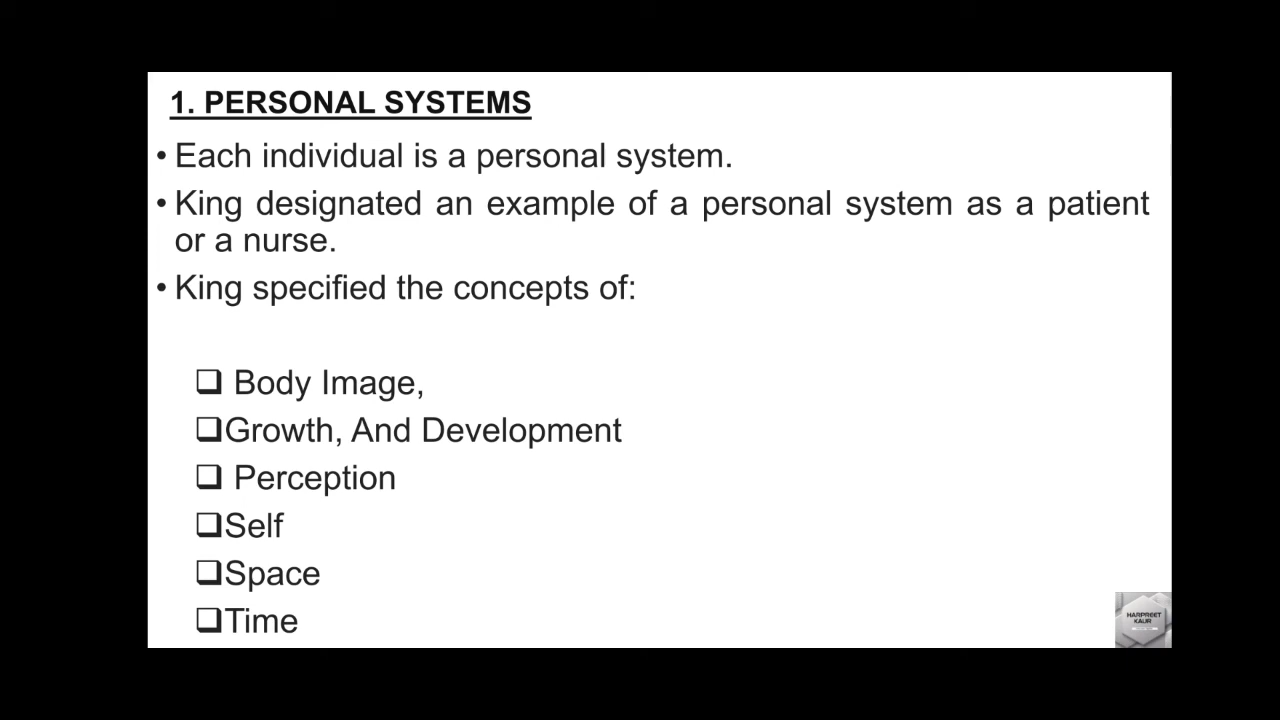 1. PERSONAL SYSTEMS
• Each individual is a personal system.
• King designated an example of a personal system as a patient
or a nurse.
• King specified the concepts of:
❑ Body Image,
❑Growth, And Development
❑ Perception
❑Self
❑Space
❑Time
HARPREET
KAUR